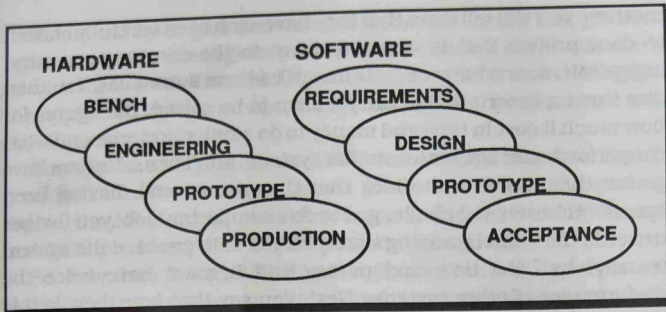 HARDWARE
BENCH
ENGINEERING
PROTOTYPE
PRODUCTION
SOFTWARE
REQUIREMENTS
DESIGN
PROTOTYPE
ACCEPTANCE